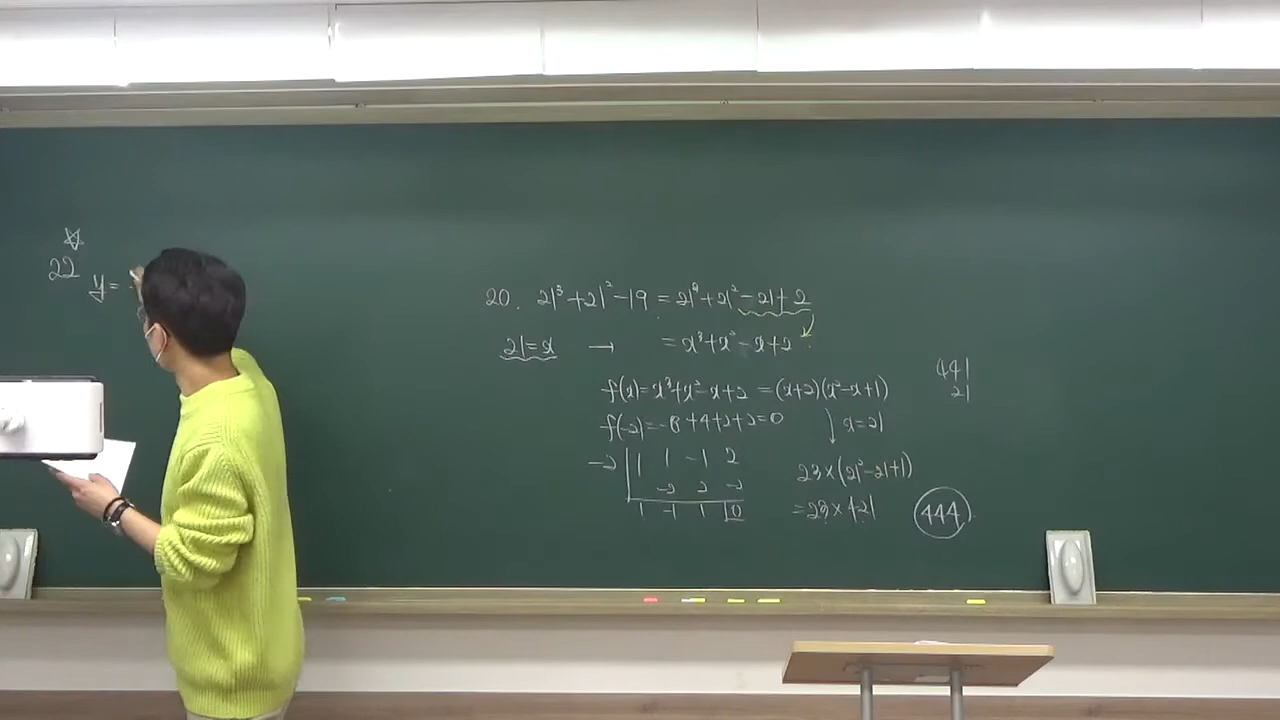 ☆
22 y =
20. 21³+21²-19 = 21³+21²-21+2
21=x → = x³+x²-x+2
f(x)=x³+x²-x+2 = (x+2)(x²-x+1)
f(-2)=-8+4+2+2=0 ↓ x=21
-2 | 1 1 -1 2
-2 2 -2
1 -1 1 0
23×(21²-21+1)
=23×421
444
441
21